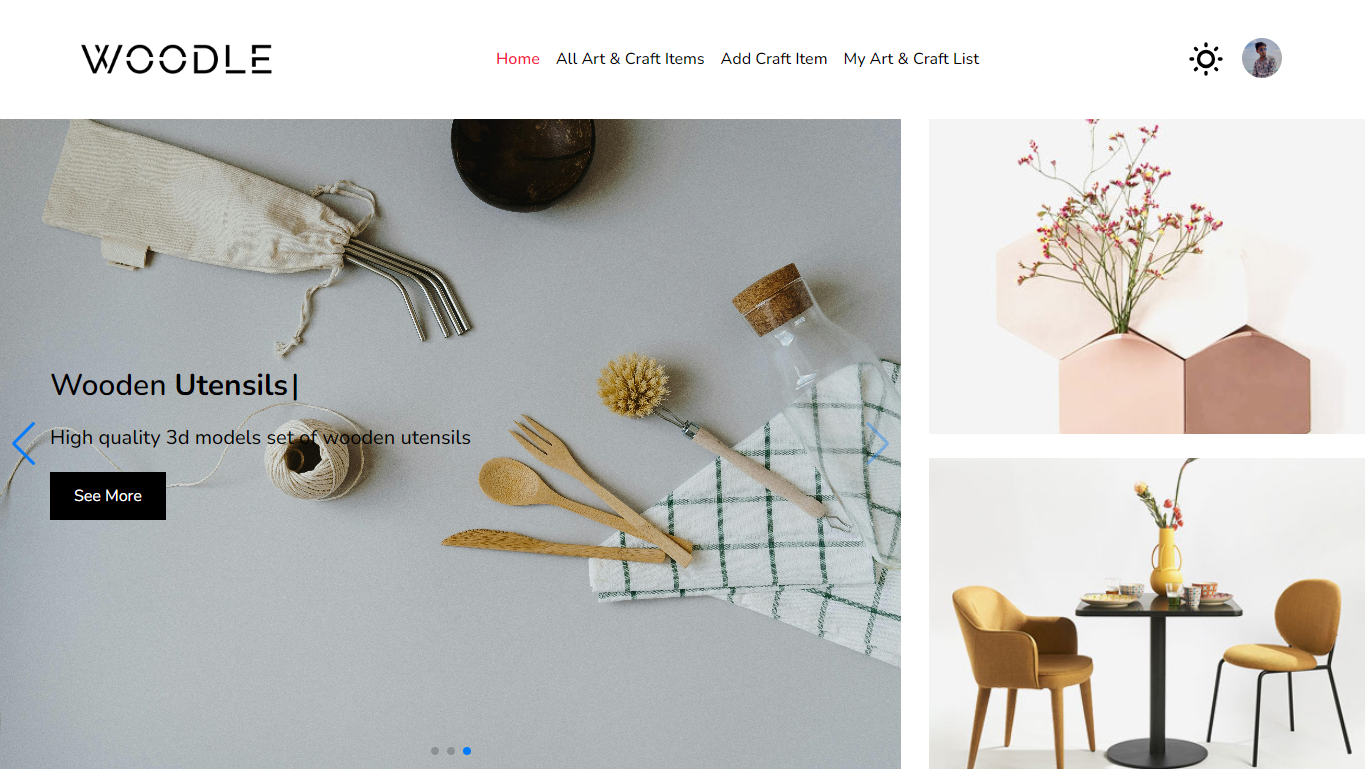 WOODLE
Home All Art & Craft Items Add Craft Item My Art & Craft List
Wooden Utensils|
High quality 3d models set of wooden utensils
See More